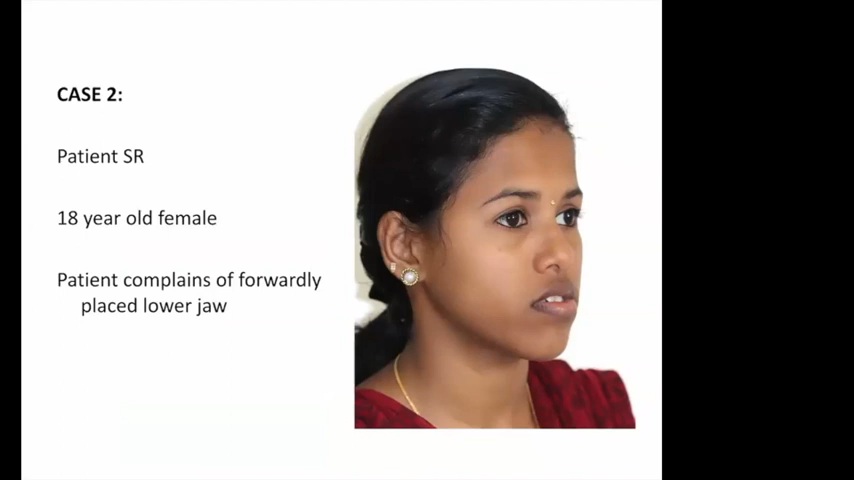 CASE 2:
Patient SR
18 year old female
Patient complains of forwardly
placed lower jaw